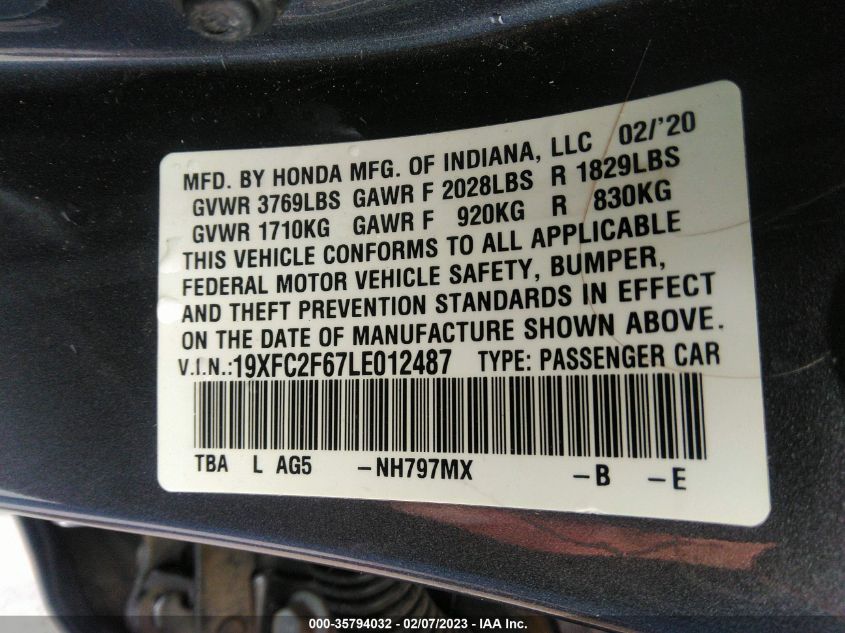 MFD. BY HONDA MFG. OF INDIANA, LLC 02/'20
GVWR 3769LBS GAWR F 2028LBS R 1829LBS
GVWR 1710KG GAWR F 920KG R 830KG
THIS VEHICLE CONFORMS TO ALL APPLICABLE
FEDERAL MOTOR VEHICLE SAFETY, BUMPER,
AND THEFT PREVENTION STANDARDS IN EFFECT
ON THE DATE OF MANUFACTURE SHOWN ABOVE.
V.I.N.:19XFC2F67LE012487 TYPE: PASSENGER CAR
TBA L AG5 -NH797MX -B -E
000-35794032 — 02/07/2023 — IAA Inc.